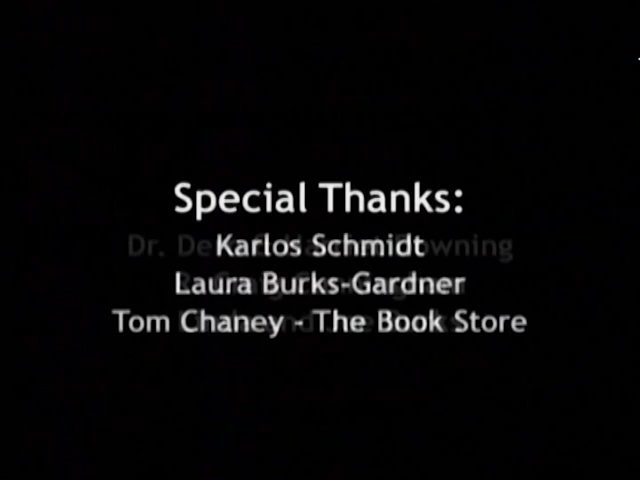 Special Thanks:
Karlos Schmidt
Laura Burks-Gardner
Tom Chaney - The Book Store